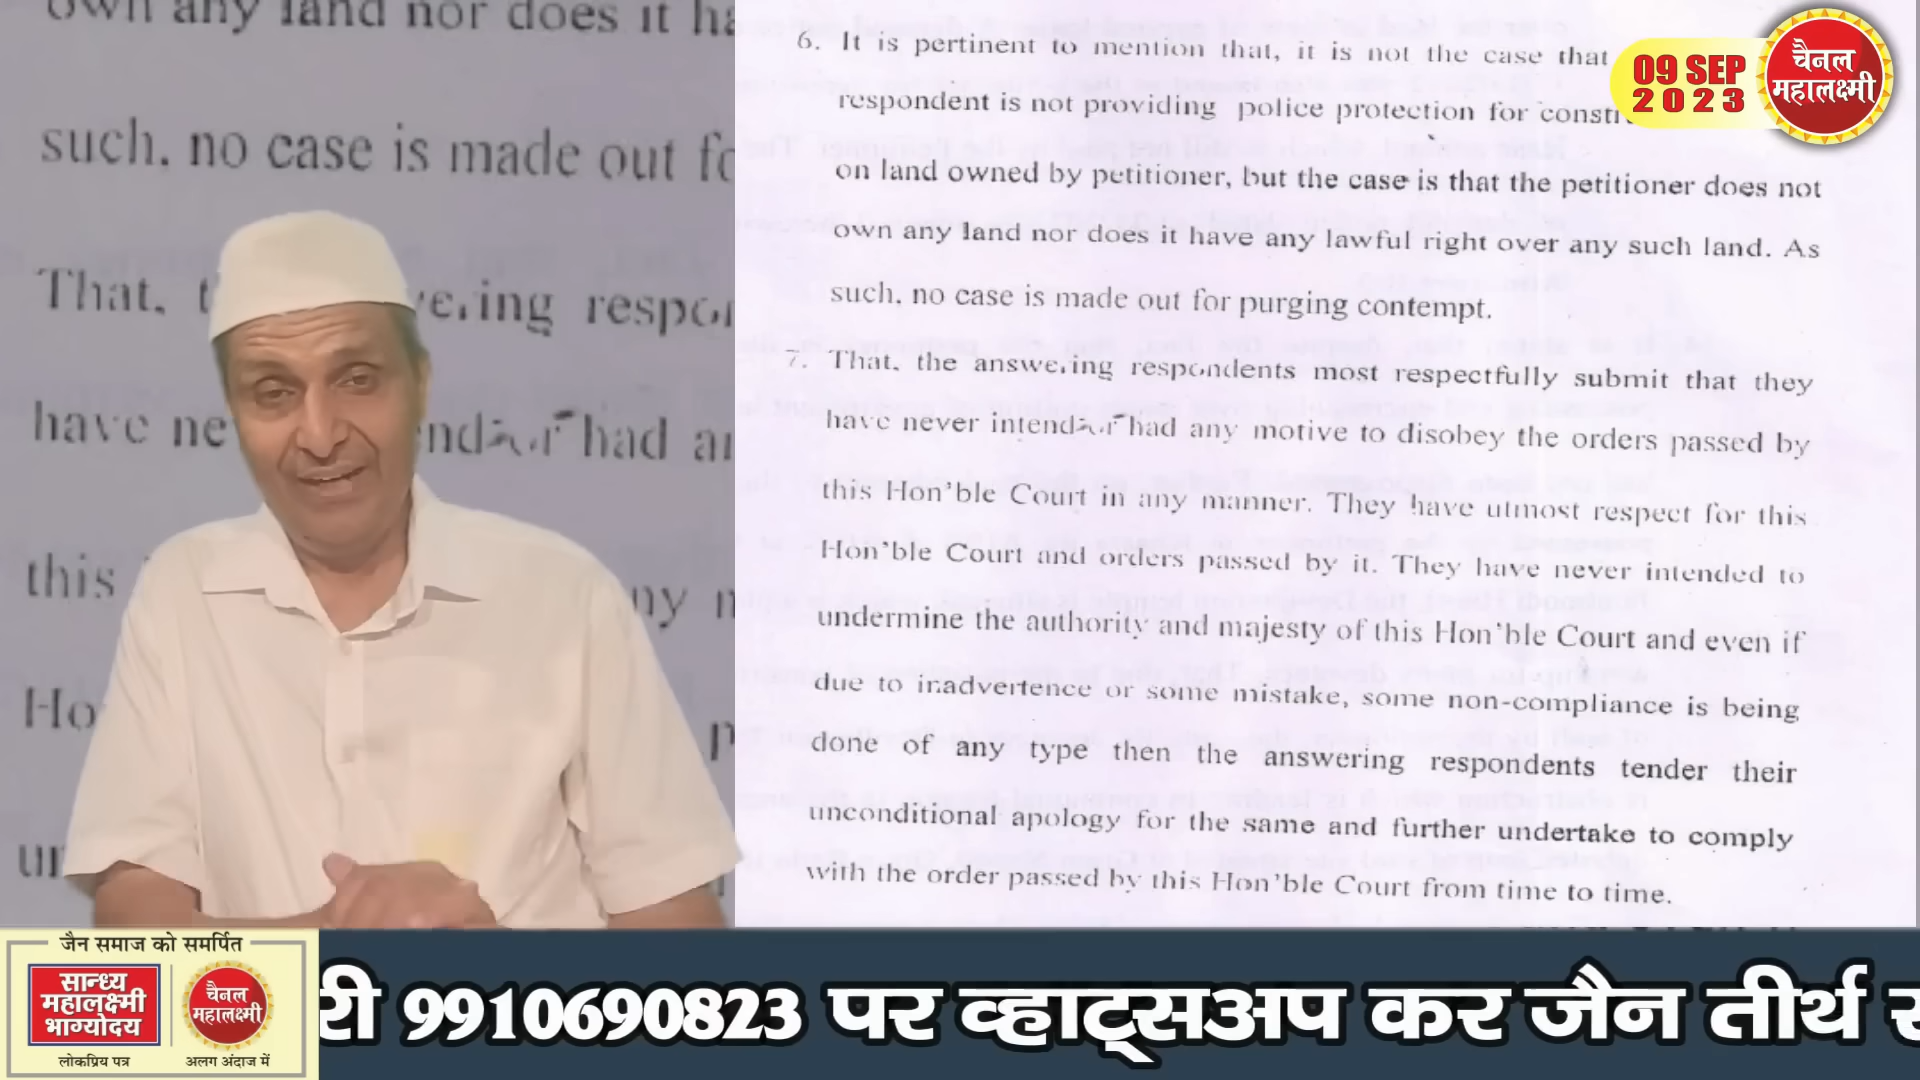 own any land nor does it
such, no case is made out
That,
ve.ing
have
had
this
ny
6. It is pertinent to mention that, it is not the case that
respondent is not providing police protection for
on land owned by petitioner, but the case is that the petitioner does not
own any land nor does it have any lawful right over any such land. As
such, no case is made out for purging contempt.
7. That, the answering respondents most respectfully submit that they
have never had any motive to disobey the orders passed by
this Hon'ble Court in any manner. They have utmost respect for this
Hon'ble Court and orders passed by it. They have never intended to
undermine the authority and majesty of this Hon'ble Court and even if
due to inadvertence or some mistake, some non-compliance is being
done of any type then the answering respondents tender their
unconditional apology for the same and further undertake to comply
with the order passed by this Hon'ble Court from time to time.
09 SEP
2023
चैनल
महालक्ष्मी
जैन समाज को समर्पित
सान्ध्य
महालक्ष्मी
भाग्योदय
लोकप्रिय पत्र
चैनल
महालक्ष्मी
अलग अंदाज में
री 9910690823 पर व्हाट्सअप कर जैन तीर्थ